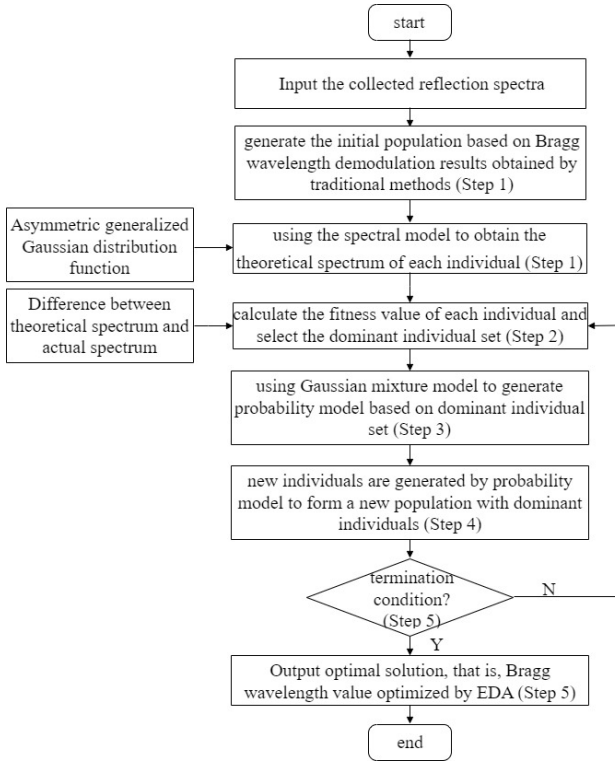 start
Input the collected reflection spectra
generate the initial population based on Bragg
wavelength demodulation results obtained by
traditional methods (Step 1)
Asymmetric generalized
Gaussian distribution
function
using the spectral model to obtain the
theoretical spectrum of each individual (Step 1)
Difference between
theoretical spectrum and
actual spectrum
calculate the fitness value of each individual and
select the dominant individual set (Step 2)
using Gaussian mixture model to generate
probability model based on dominant individual
set (Step 3)
new individuals are generated by probability
model to form a new population with dominant
individuals (Step 4)
termination
condition?
(Step 5)
N
Y
Output optimal solution, that is, Bragg
wavelength value optimized by EDA (Step 5)
end